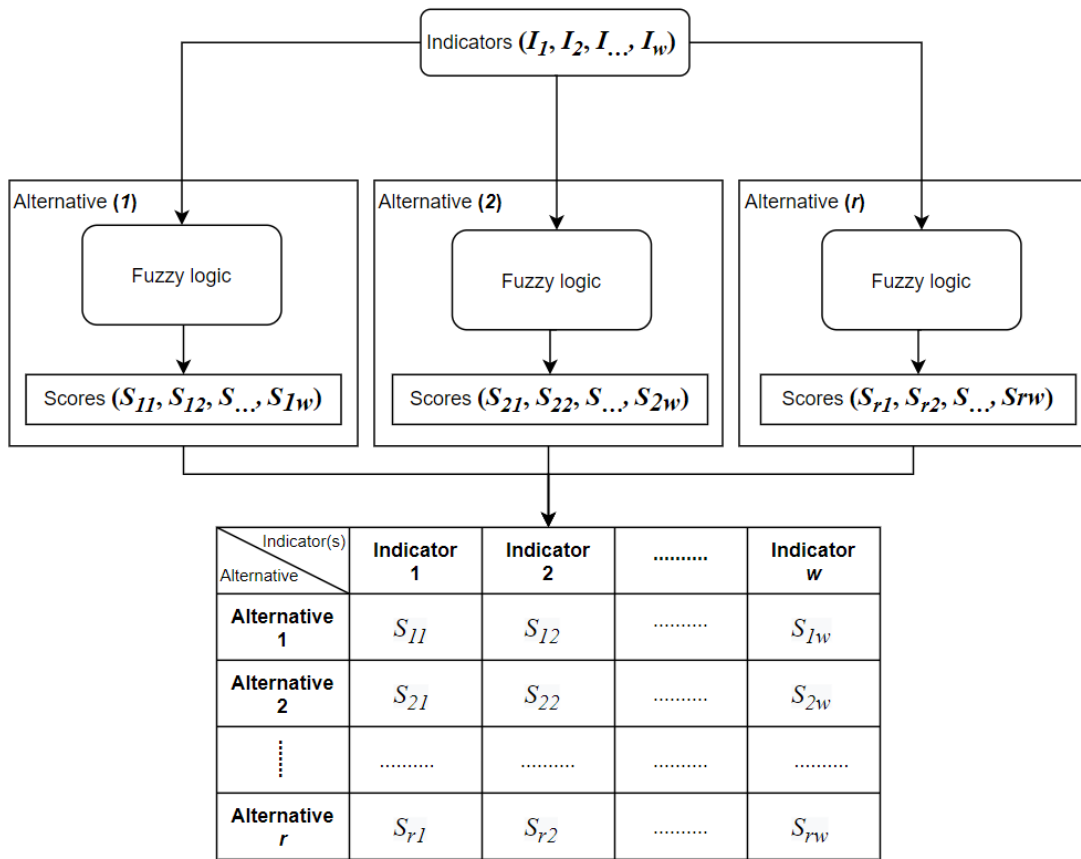 Indicators (I1, I2, I..., Iw)
Alternative (1)
Fuzzy logic
Scores (S11, S12, S..., S1w)
Alternative (2)
Fuzzy logic
Scores (S21, S22, S..., S2w)
Alternative (r)
Fuzzy logic
Scores (Sr1, Sr2, S..., Srw)
Indicator(s)
Alternative
Indicator
1
Indicator
2
..........
Indicator
w
Alternative
1
S11
S12
..........
S1w
Alternative
2
S21
S22
..........
S2w
..........
..........
..........
..........
Alternative
r
Sr1
Sr2
..........
Srw